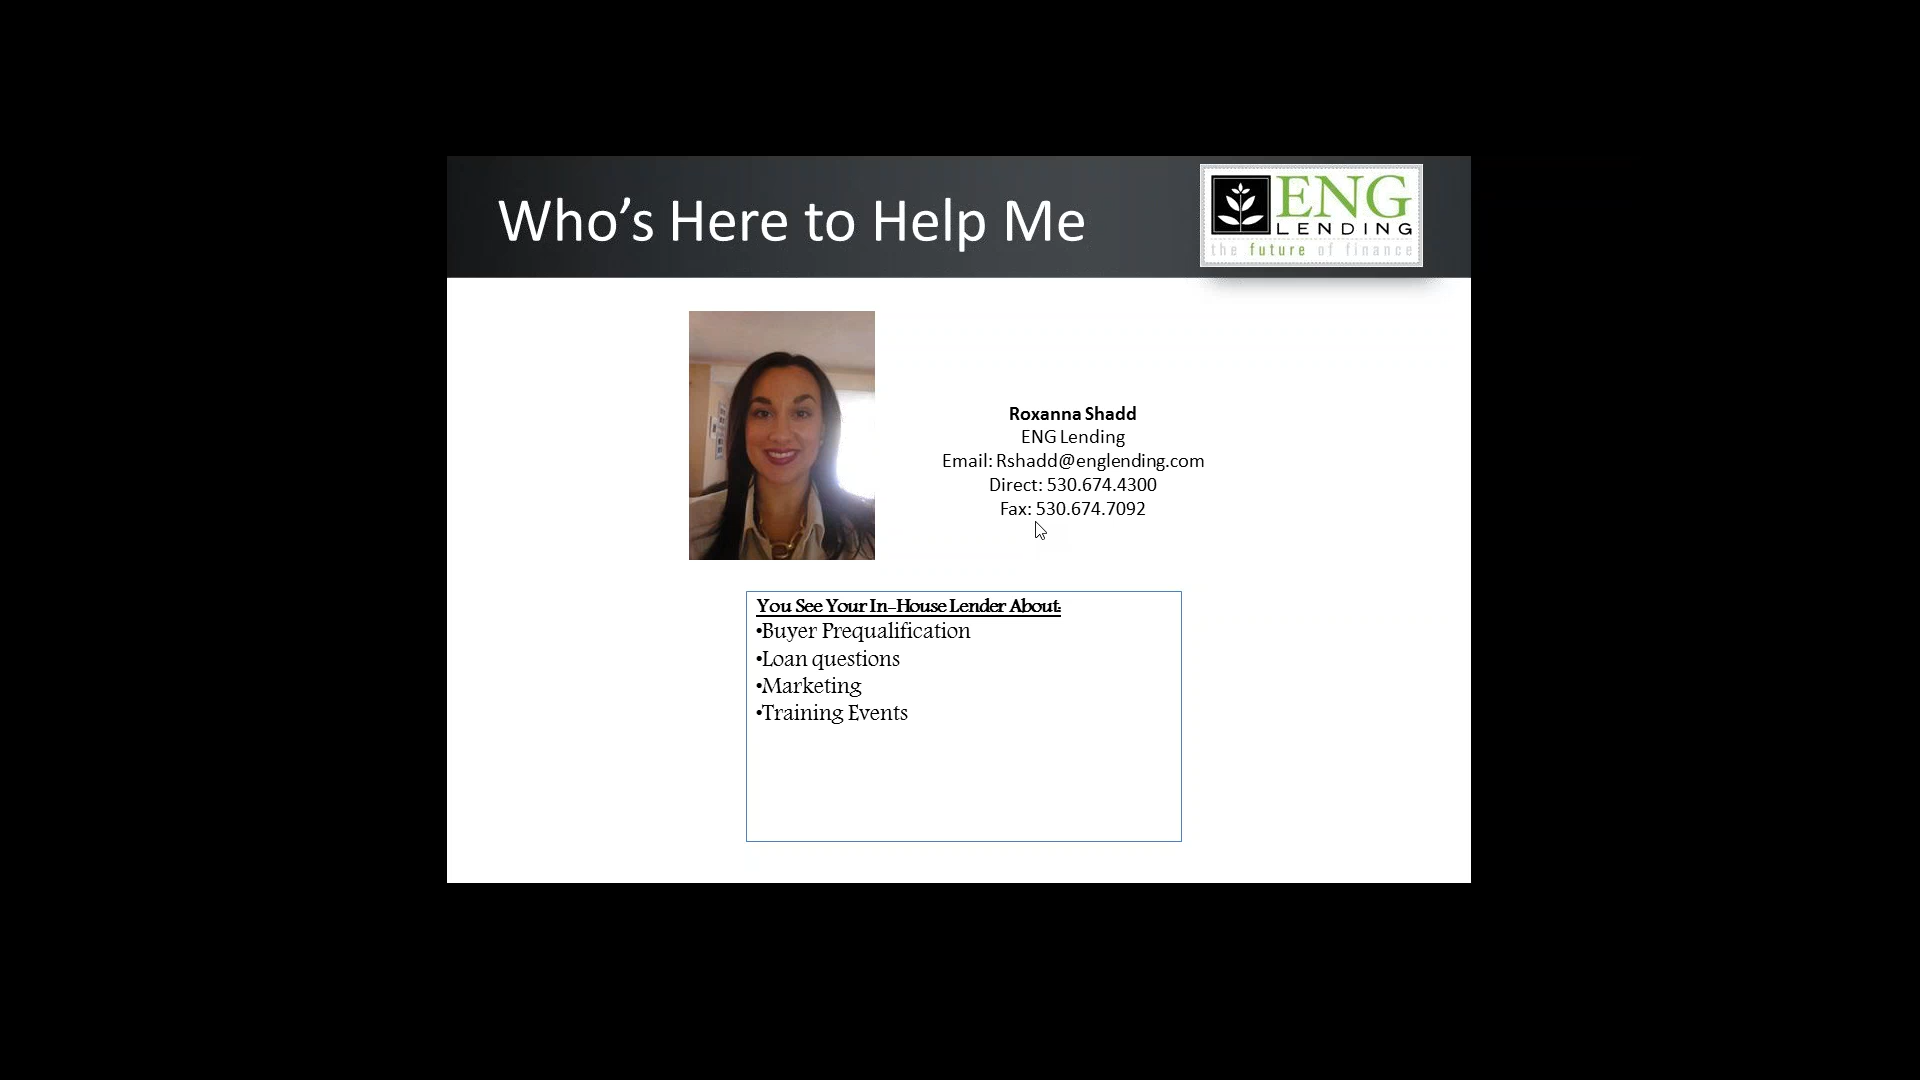 Who’s Here to Help Me
ENG
LENDING
the future of finance
Roxanna Shadd
ENG Lending
Email: Rshadd@englending.com
Direct: 530.674.4300
Fax: 530.674.7092
You See Your In-House Lender About:
•Buyer Prequalification
•Loan questions
•Marketing
•Training Events